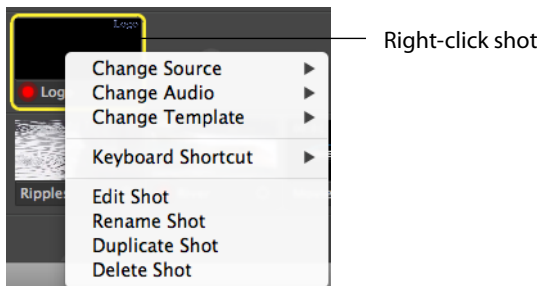 Logo
Right-click shot
Change Source
Logo
Change Audio
Change Template
Keyboard Shortcut
Ripples
Edit Shot
Rename Shot
Duplicate Shot
Delete Shot